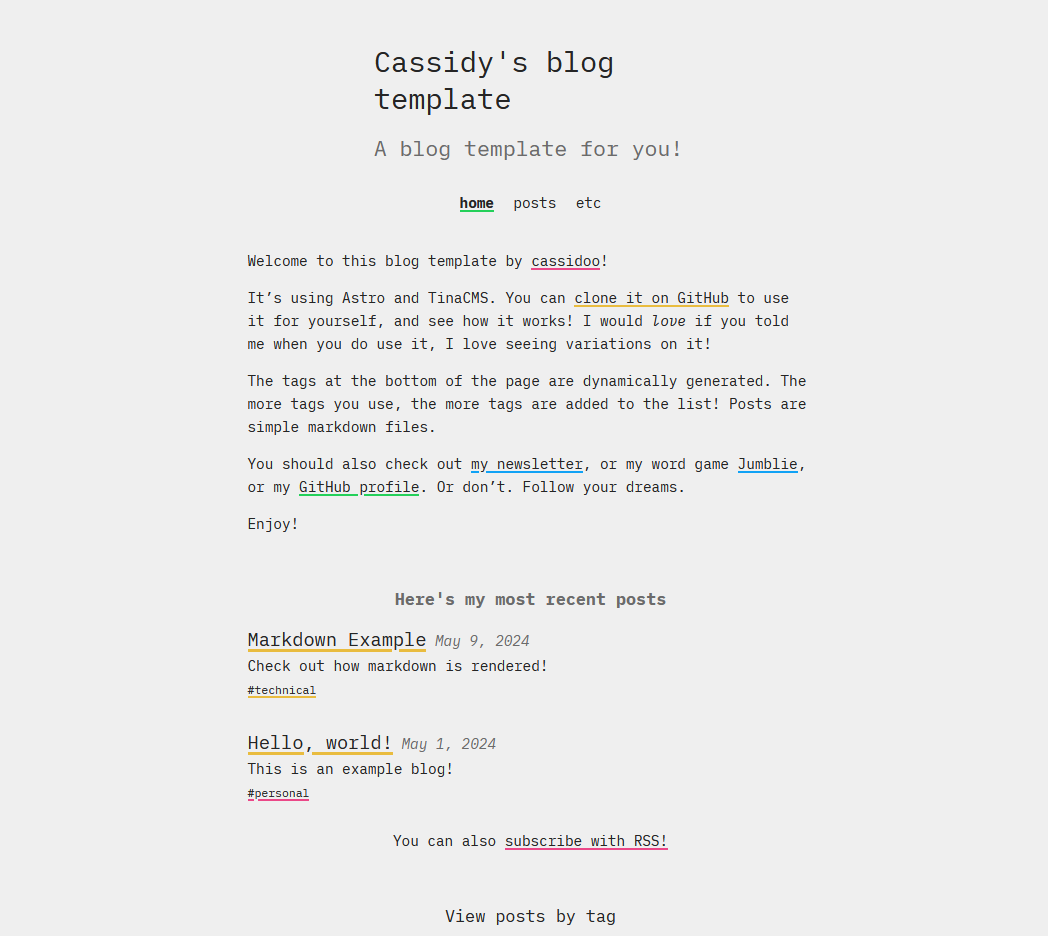 Cassidy's blog
template
A blog template for you!
home posts etc
Welcome to this blog template by cassidoo!
It’s using Astro and TinaCMS. You can clone it on GitHub to use
it for yourself, and see how it works! I would love if you told
me when you do use it, I love seeing variations on it!
The tags at the bottom of the page are dynamically generated. The
more tags you use, the more tags are added to the list! Posts are
simple markdown files.
You should also check out my newsletter, or my word game Jumblie,
or my GitHub profile. Or don’t. Follow your dreams.
Enjoy!
Here's my most recent posts
Markdown Example May 9, 2024
Check out how markdown is rendered!
#technical
Hello, world! May 1, 2024
This is an example blog!
#personal
You can also subscribe with RSS!
View posts by tag